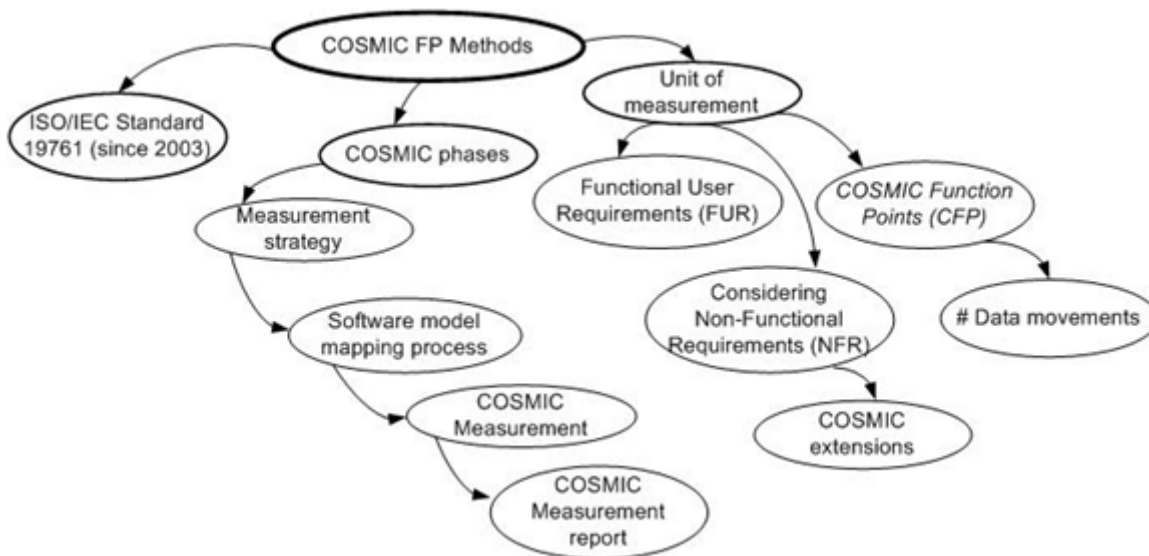 COSMIC FP Methods
ISO/IEC Standard
19761 (since 2003)
COSMIC phases
Measurement
strategy
Software model
mapping process
COSMIC
Measurement
COSMIC
Measurement
report
Unit of
measurement
Functional User
Requirements (FUR)
Considering
Non-Functional
Requirements (NFR)
COSMIC
extensions
COSMIC Function
Points (CFP)
# Data movements